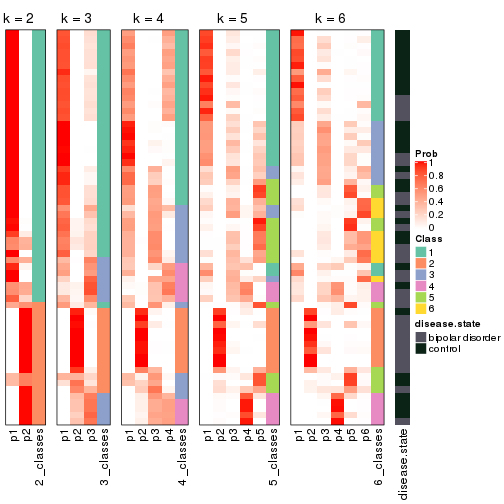 k = 2 k = 3 k = 4 k = 5 k = 6
Prob
1
0.8
0.6
0.4
0.2
0
Class
1
2
3
4
5
6
disease.state
bipolar disorder
control
p1 p2 2_classes p1 p2 p3 3_classes p1 p2 p3 p4 4_classes p1 p2 p3 p4 p5 5_classes p1 p2 p3 p4 p5 p6 6_classes disease.state